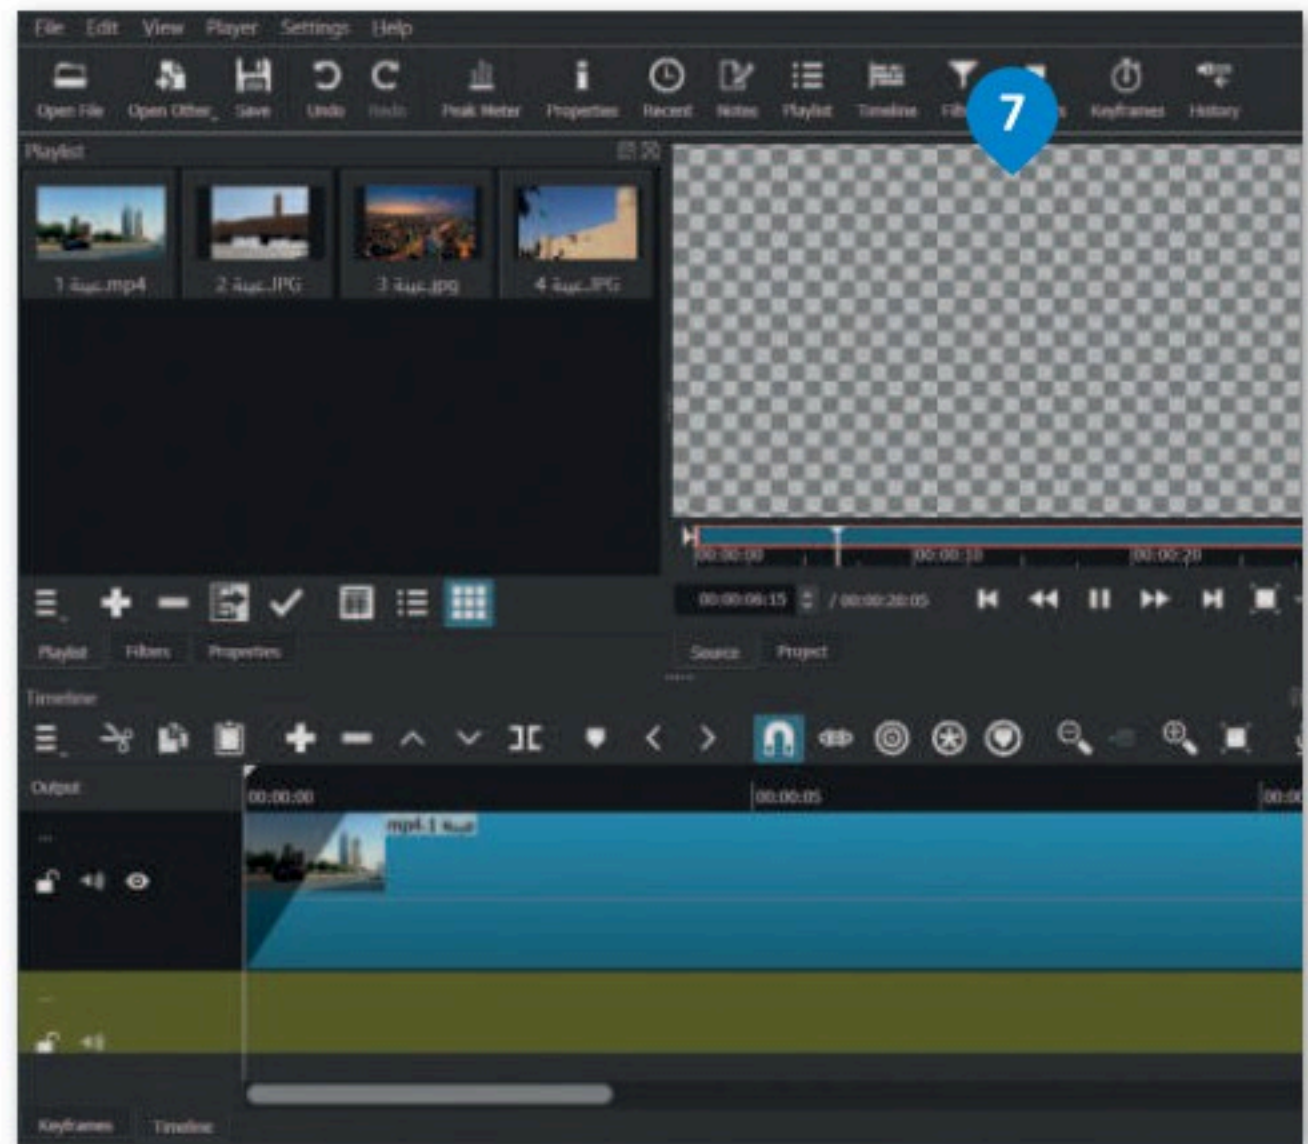 File Edit View Player Settings Help
Open File Open Other... Save Undo Redo Peak Meter Properties Recent Notes Playlist Timeline Keyframes History
7
Playlist
عينة 1.mp4 عينة 2.JPG عينة 3.jpg عينة 4.JPG
00:00:00 00:00:10 00:00:20
00:00:06:15 / 00:00:20:05
Playlist Filters Properties
Source Project
Timeline
Output
00:00:00 00:00:05
عينة 1.mp4
Keyframes Timeline